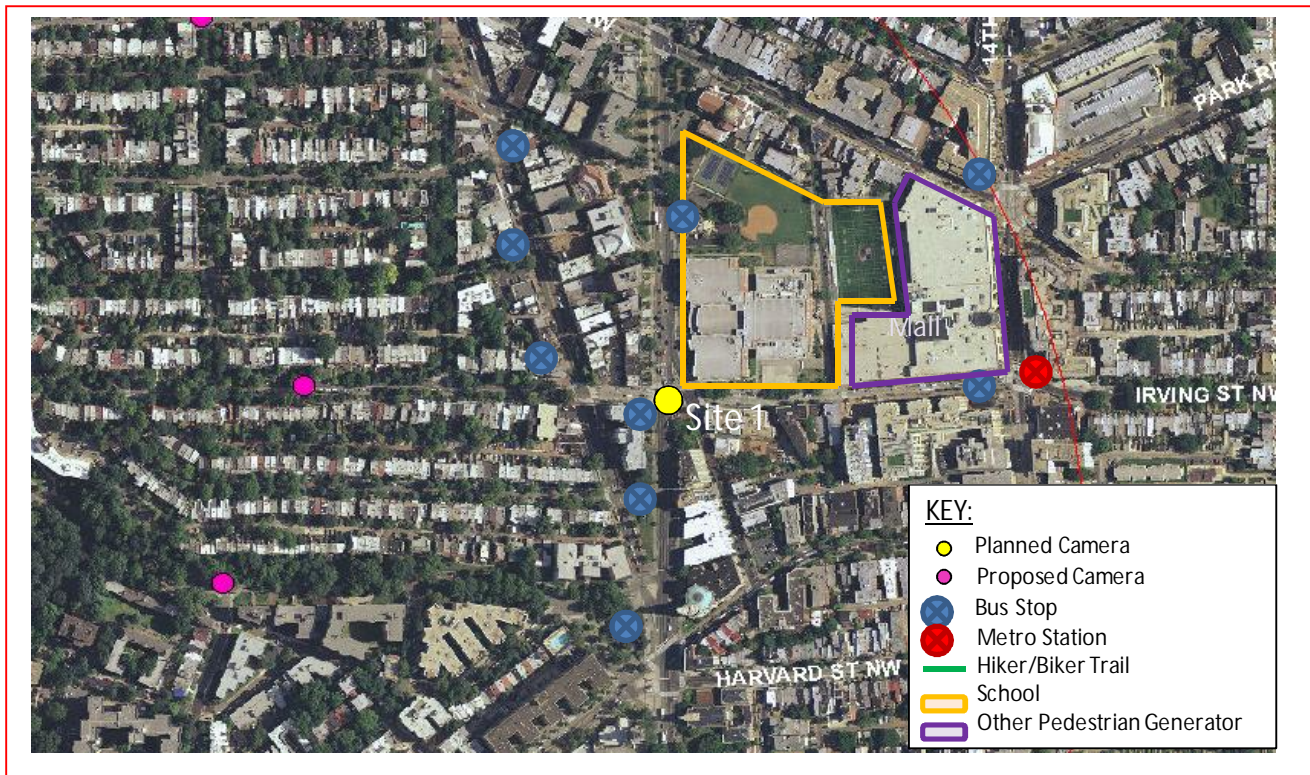 NW
14TH
PARK R
Mall
IRVING ST NW
Site 1
HARVARD ST NW
KEY:
Planned Camera
Proposed Camera
Bus Stop
Metro Station
Hiker/Biker Trail
School
Other Pedestrian Generator